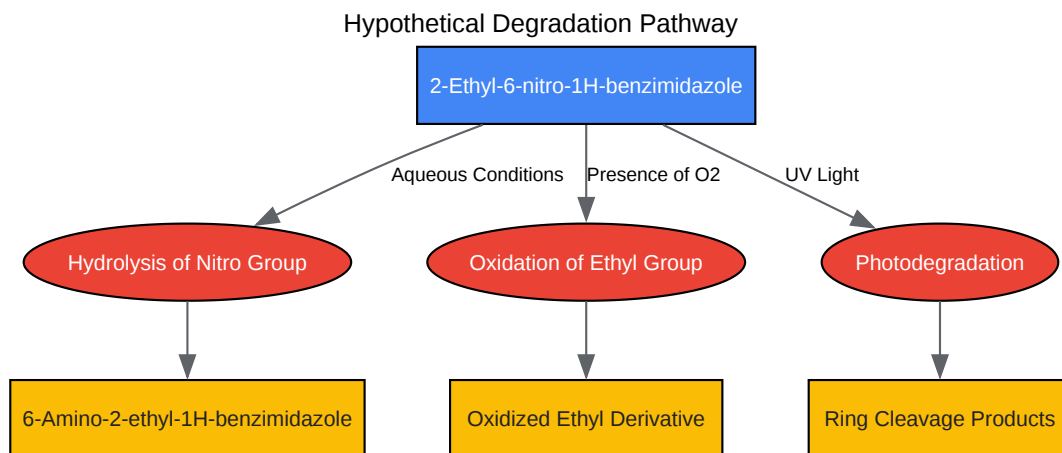 Hypothetical Degradation Pathway
2-Ethyl-6-nitro-1H-benzimidazole
Aqueous Conditions
Presence of O2
UV Light
Hydrolysis of Nitro Group
Oxidation of Ethyl Group
Photodegradation
6-Amino-2-ethyl-1H-benzimidazole
Oxidized Ethyl Derivative
Ring Cleavage Products